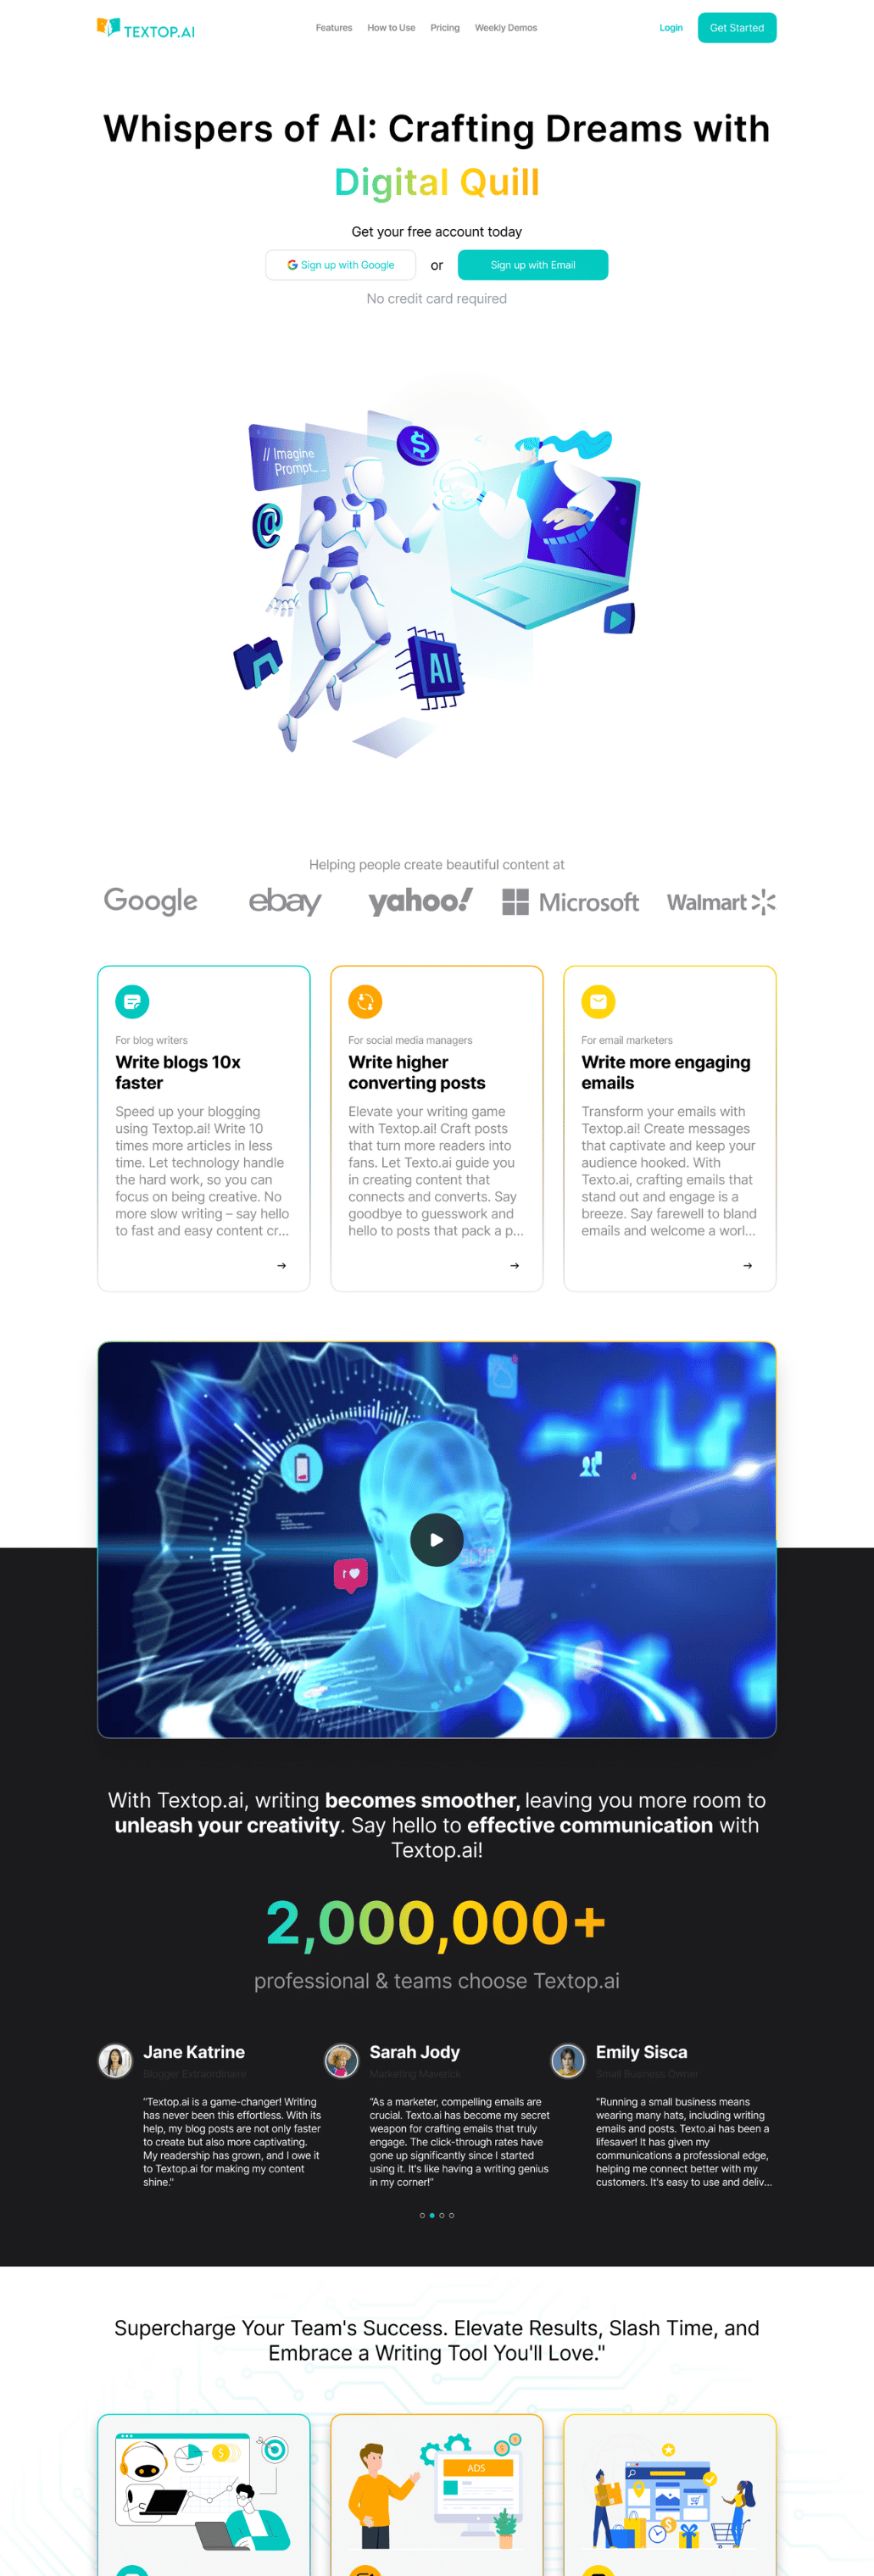 TEXTOP.AI
Features How to Use Pricing Weekly Demos
Login Get Started
Whispers of AI: Crafting Dreams with
Digital Quill
Get your free account today
Sign up with Google or Sign up with Email
No credit card required
// Imagine
Prompt_ _
$
@
AI
Helping people create beautiful content at
Google ebay yahoo! Microsoft Walmart
For blog writers
Write blogs 10x
faster
Speed up your blogging
using Textop.ai! Write 10
times more articles in less
time. Let technology handle
the hard work, so you can
focus on being creative. No
more slow writing – say hello
to fast and easy content cr...
→
For social media managers
Write higher
converting posts
Elevate your writing game
with Textop.ai! Craft posts
that turn more readers into
fans. Let Texto.ai guide you
in creating content that
connects and converts. Say
goodbye to guesswork and
hello to posts that pack a p...
→
For email marketers
Write more engaging
emails
Transform your emails with
Textop.ai! Create messages
that captivate and keep your
audience hooked. With
Texto.ai, crafting emails that
stand out and engage is a
breeze. Say farewell to bland
emails and welcome a worl...
→
With Textop.ai, writing becomes smoother, leaving you more room to
unleash your creativity. Say hello to effective communication with
Textop.ai!
2,000,000+
professional & teams choose Textop.ai
Jane Katrine
Blogger Extraordinaire
"Textop.ai is a game-changer! Writing
has never been this effortless. With its
help, my blog posts are not only faster
to create but also more captivating.
My readership has grown, and I owe it
to Textop.ai for making my content
shine."
Sarah Jody
Marketing Maverick
"As a marketer, compelling emails are
crucial. Texto.ai has become my secret
weapon for crafting emails that truly
engage. The click-through rates have
gone up significantly since I started
using it. It's like having a writing genius
in my corner!"
Emily Sisca
Small Business Owner
"Running a small business means
wearing many hats, including writing
emails and posts. Texto.ai has been a
lifesaver! It has given my
communications a professional edge,
helping me connect better with my
customers. It's easy to use and deliv...
Supercharge Your Team's Success. Elevate Results, Slash Time, and
Embrace a Writing Tool You'll Love."
ADS